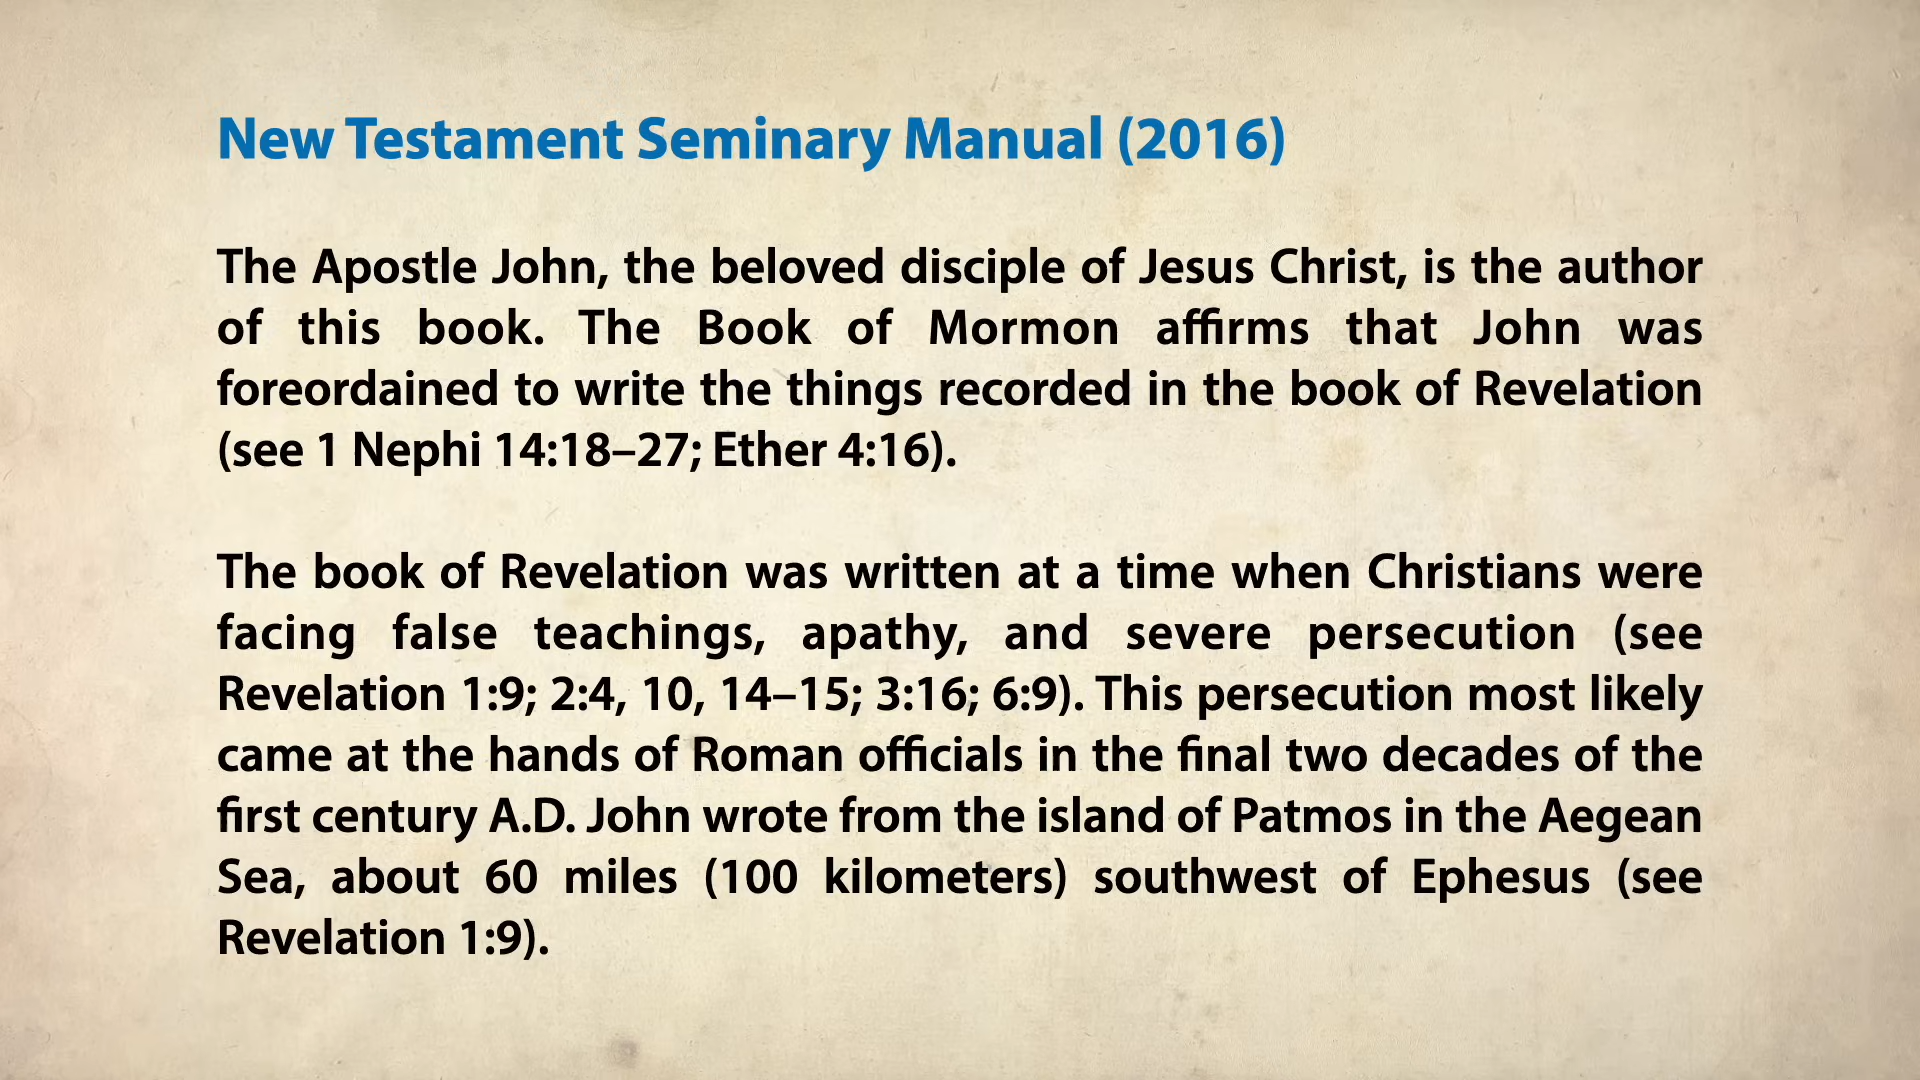 New Testament Seminary Manual (2016)
The Apostle John, the beloved disciple of Jesus Christ, is the author
of this book. The Book of Mormon affirms that John was
foreordained to write the things recorded in the book of Revelation
(see 1 Nephi 14:18–27; Ether 4:16).
The book of Revelation was written at a time when Christians were
facing false teachings, apathy, and severe persecution (see
Revelation 1:9; 2:4, 10, 14–15; 3:16; 6:9). This persecution most likely
came at the hands of Roman officials in the final two decades of the
first century A.D. John wrote from the island of Patmos in the Aegean
Sea, about 60 miles (100 kilometers) southwest of Ephesus (see
Revelation 1:9).